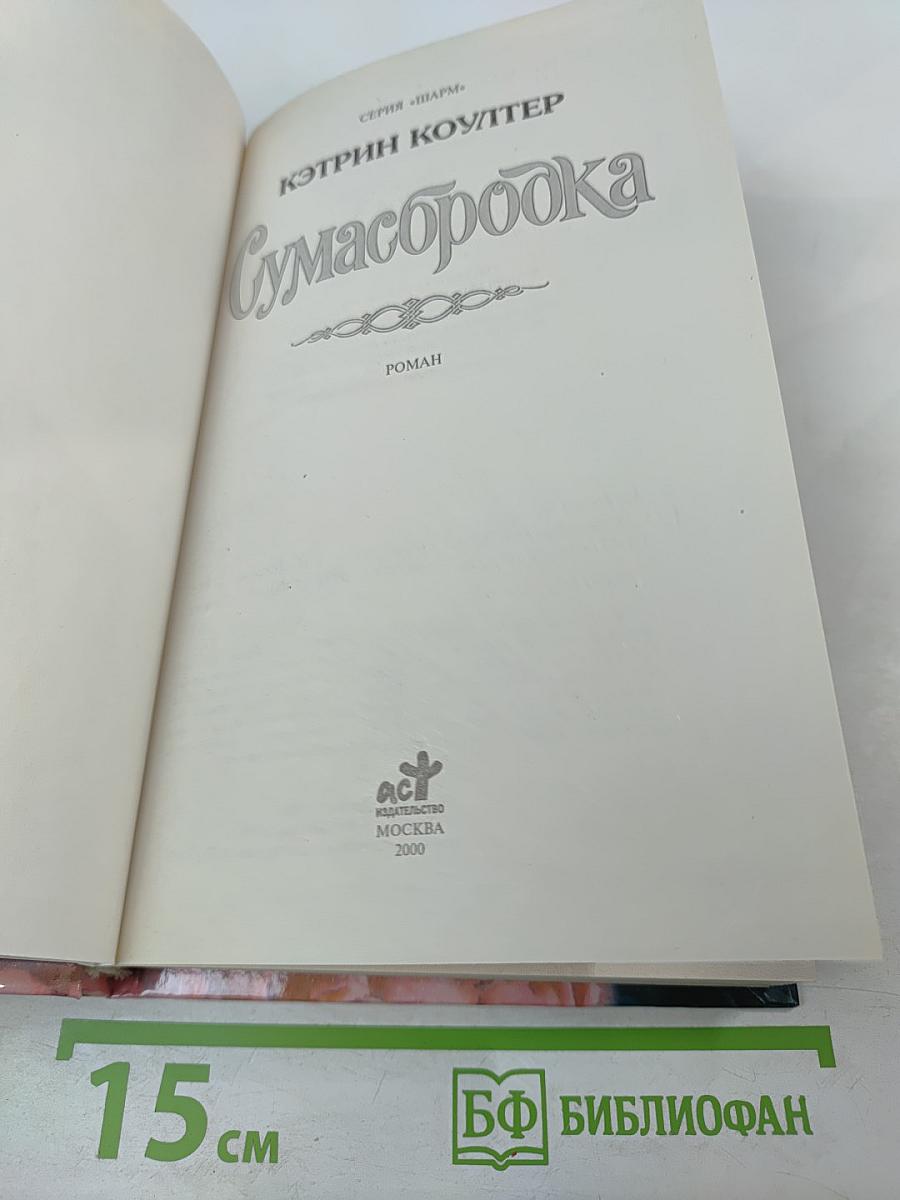 СЕРИЯ «ШАРМ»
КЭТРИН КОУЛТЕР
Сумасбродка
РОМАН
аст
ИЗДАТЕЛЬСТВО
МОСКВА
2000
15 см
БФ БИБЛИОФАН